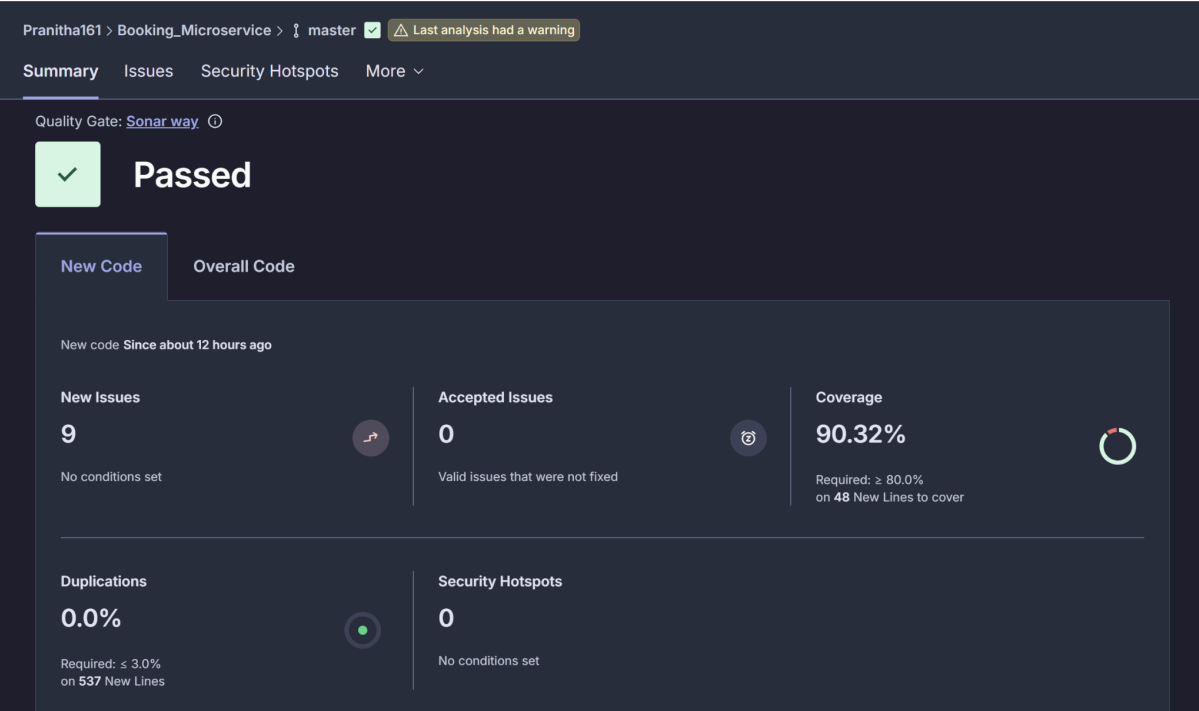 Pranitha161 > Booking_Microservice > master Last analysis had a warning
Summary Issues Security Hotspots More
Quality Gate: Sonar way
Passed
New Code Overall Code
New code Since about 12 hours ago
New Issues
9
No conditions set
Accepted Issues
0
Valid issues that were not fixed
Coverage
90.32%
Required: ≥ 80.0%
on 48 New Lines to cover
Duplications
0.0%
Required: ≤ 3.0%
on 537 New Lines
Security Hotspots
0
No conditions set